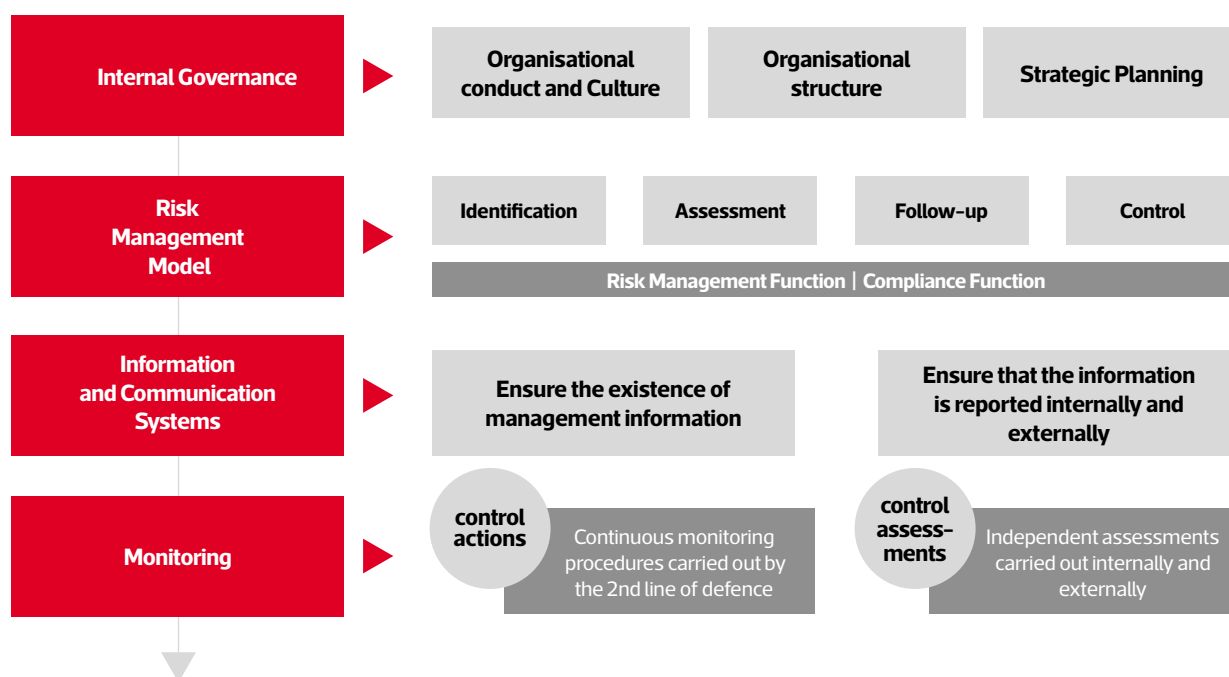 Internal Governance
Organisational
conduct and Culture
Organisational
structure
Strategic Planning
Risk
Management
Model
Identification
Assessment
Follow-up
Control
Risk Management Function | Compliance Function
Information
and Communication
Systems
Ensure the existence of
management information
Ensure that the information
is reported internally and
externally
Monitoring
control
actions
Continuous monitoring
procedures carried out by
the 2nd line of defence
control
assess-
ments
Independent assessments
carried out internally and
externally